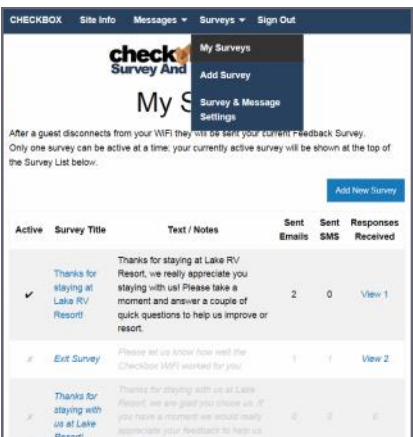 CHECKBOX Site Info Messages Surveys Sign Out
My Surveys
Add Survey
Survey & Message
Settings
check
Survey And
My S
After a guest disconnects from your WiFi they will be sent your current Feedback Survey.
Only one survey can be active at a time; your currently active survey will be shown at the top of
the Survey List below.
Add New Survey
Active Survey Title Text / Notes Sent Emails Sent SMS Responses Received
Thanks for staying at Lake RV Resort!
Thanks for staying at Lake RV
Resort, we really appreciate you
staying with us! Please take a
moment and answer a couple of
quick questions to help us improve or
resort.
2 0 View 1
x Exit Survey
Please let us know how well the
Checkbox WiFi worked for you.
1 1 View 2
x Thanks for staying with us at Lake Resort!
Thanks for staying with us at Lake
Resort, we are glad you chose us. If
you have a moment we would really
appreciate your feedback to help us
0 0 0